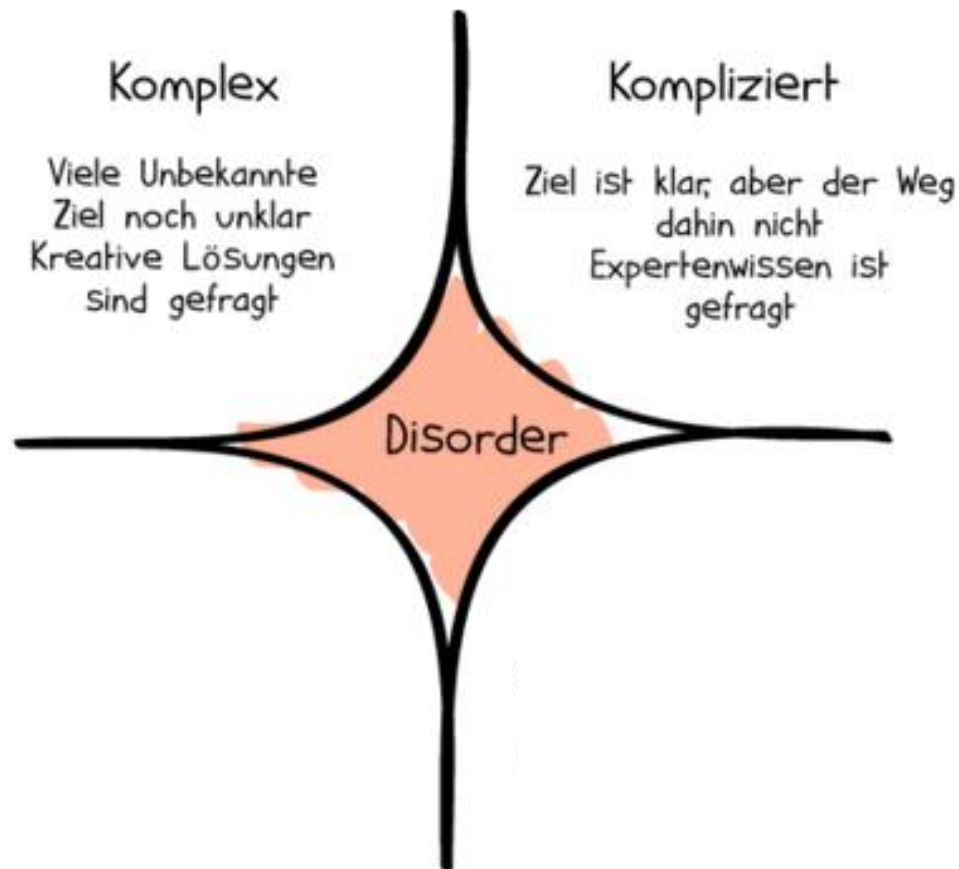 Komplex
Viele Unbekannte
Ziel noch unklar
Kreative Lösungen
sind gefragt
Kompliziert
Ziel ist klar, aber der Weg
dahin nicht
Expertenwissen ist
gefragt
Disorder